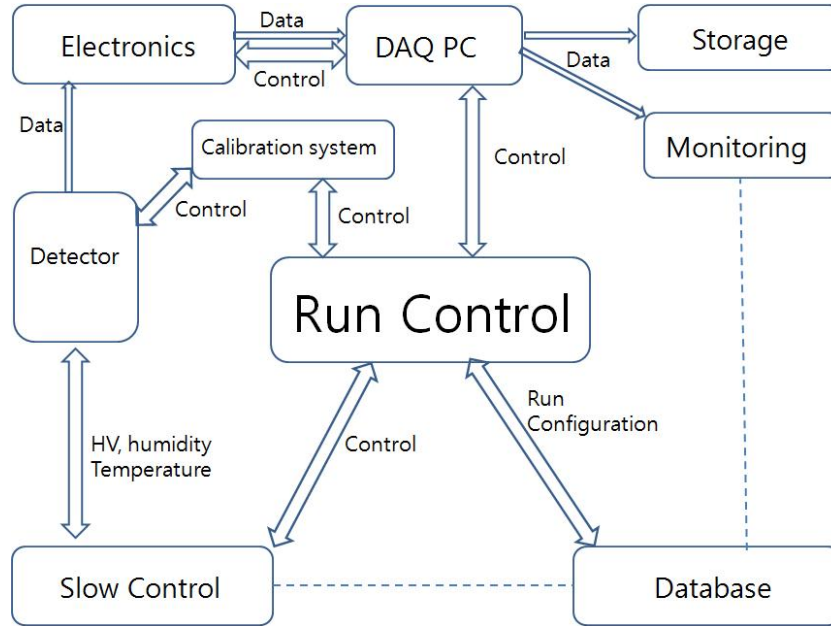 Data
Electronics
DAQ PC
Storage
Control
Data
Data
Calibration system
Monitoring
Control
Control
Control
Detector
Run Control
Run
Configuration
HV, humidity
Temperature
Control
Slow Control
Database